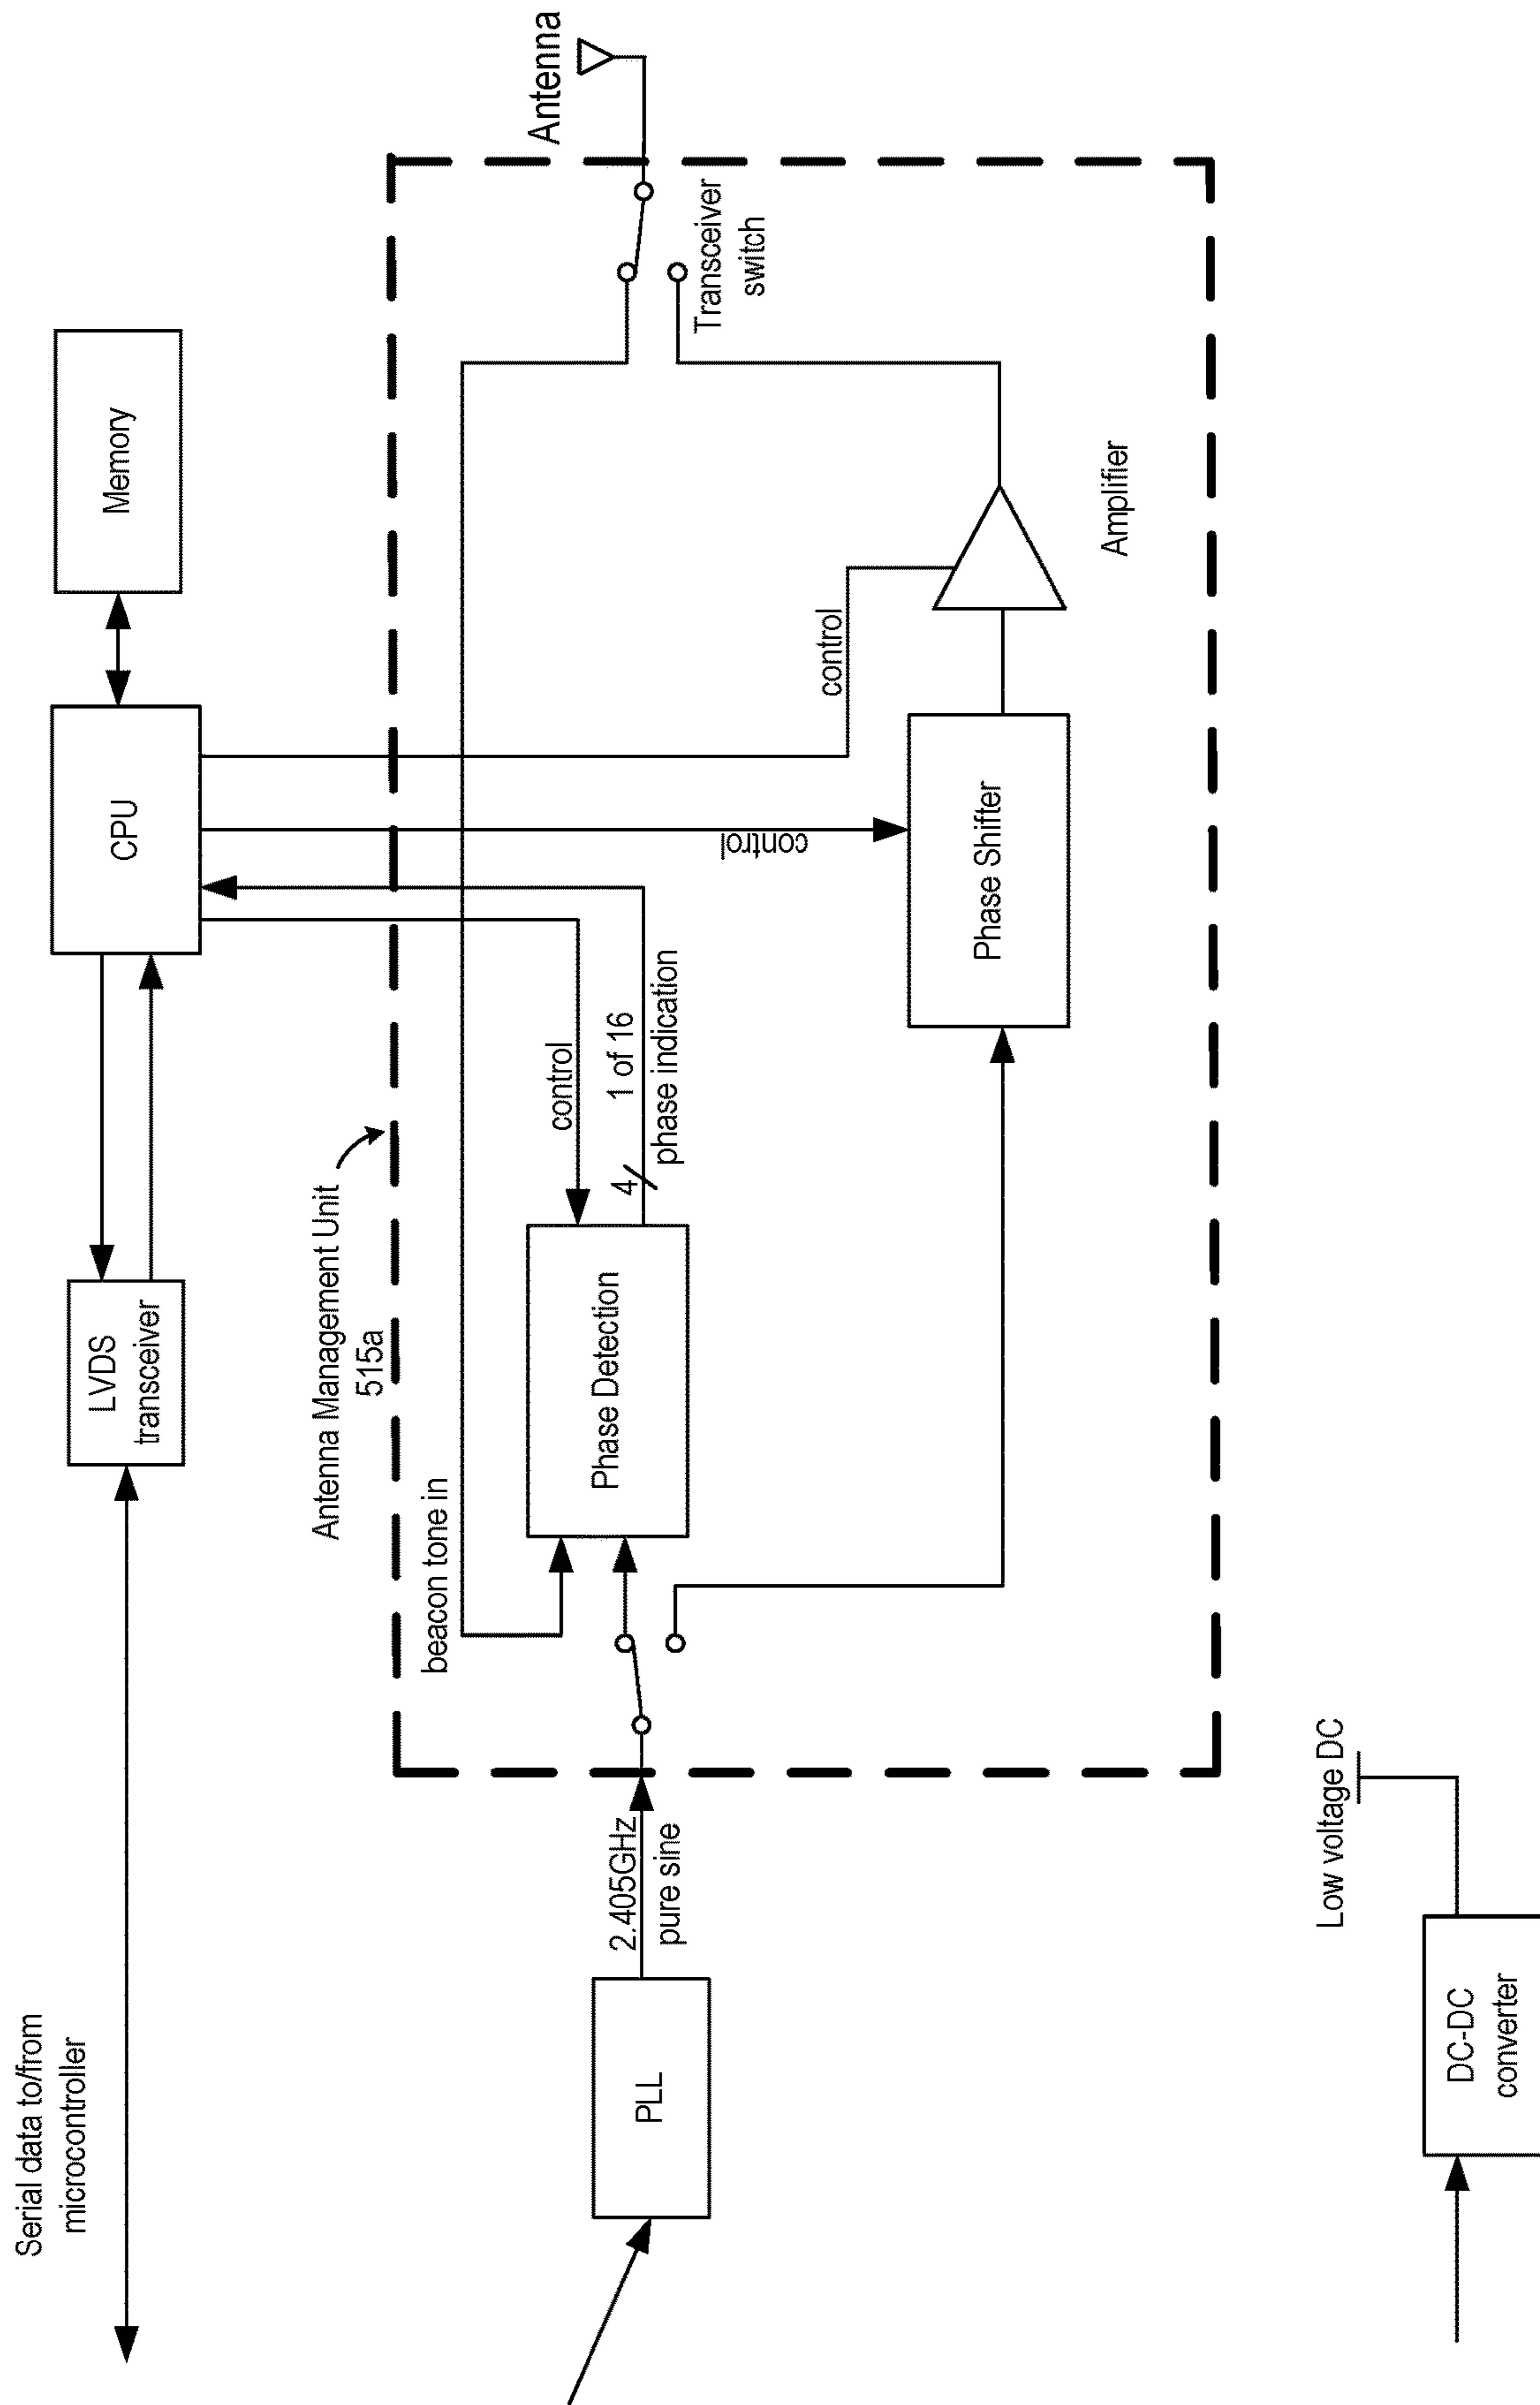 Serial data to/from
microcontroller
LVDS
transceiver
CPU
Memory
Antenna Management Unit
515a
Antenna
beacon tone in
control
4
1 of 16
phase indication
Phase Detection
control
control
Transceiver
switch
PLL
2.405GHz
pure sine
Phase Shifter
Amplifier
Low voltage DC
DC-DC
converter